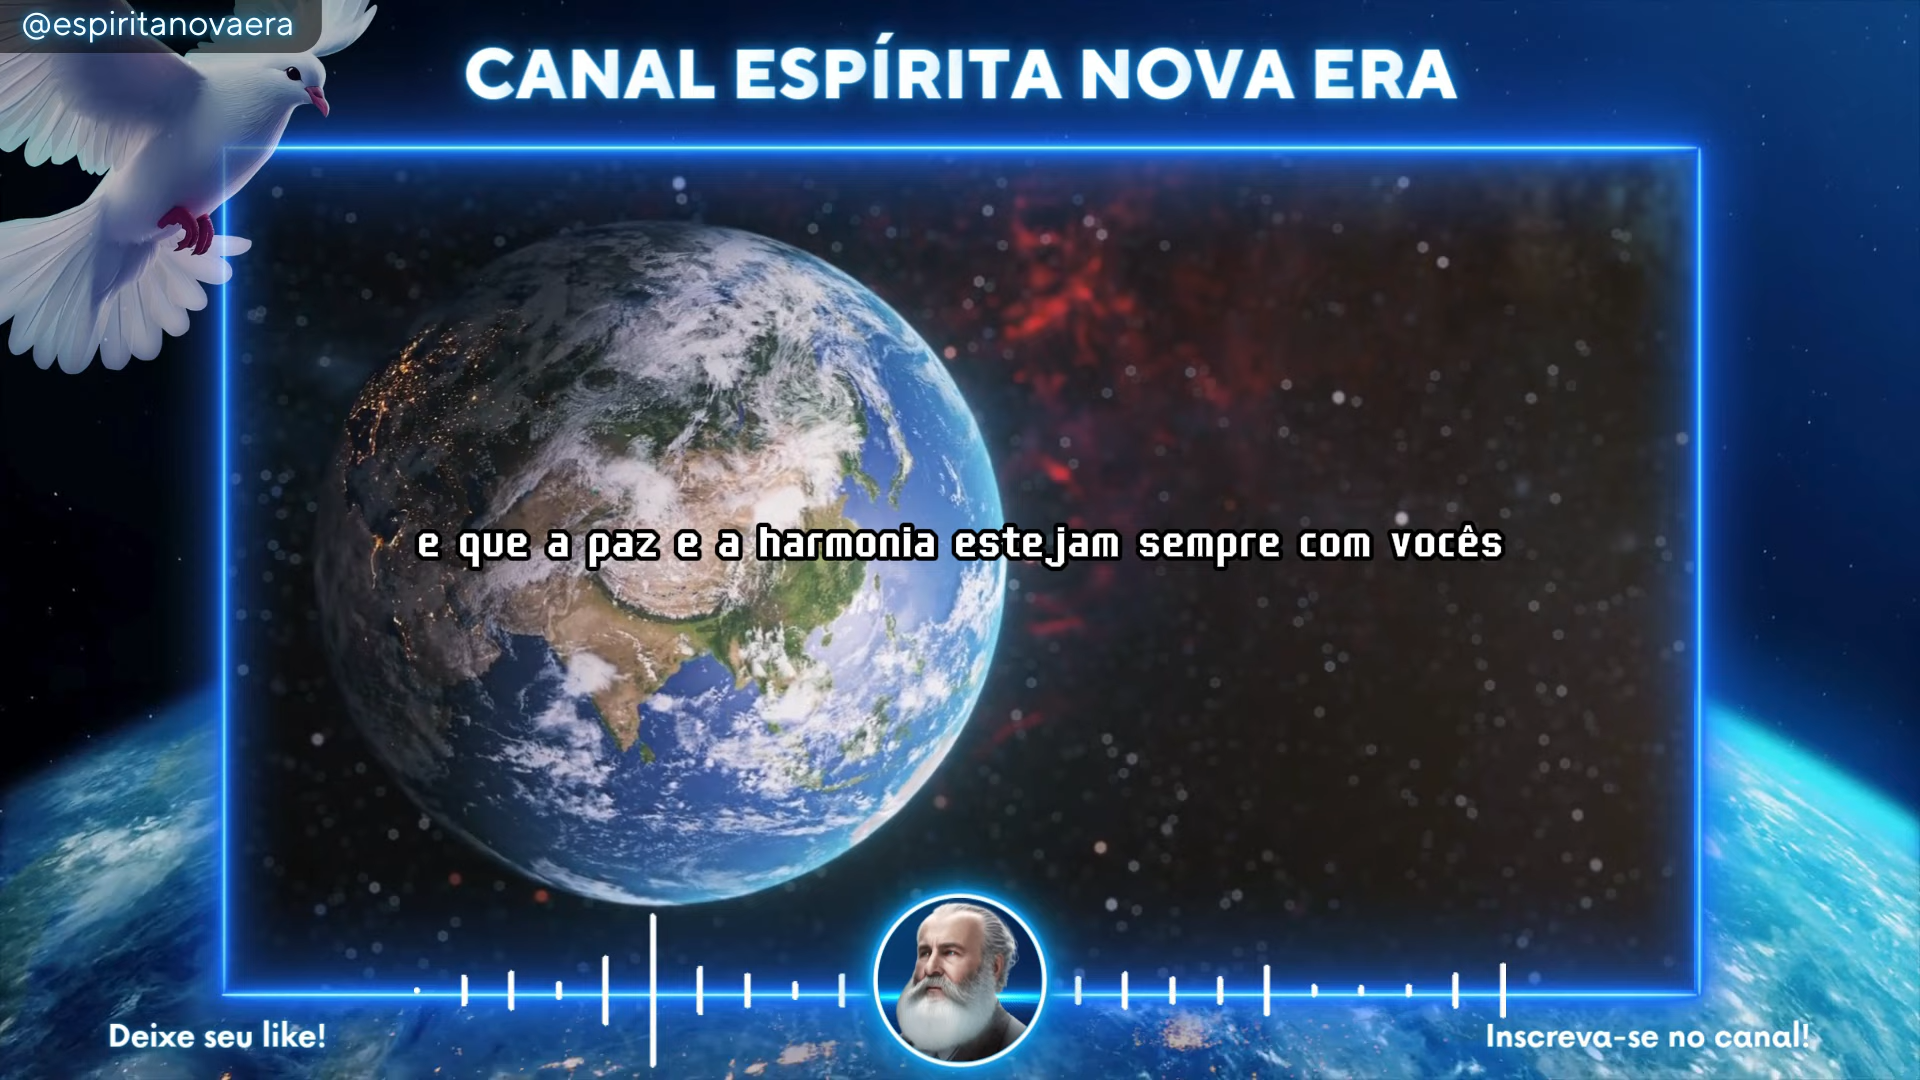 @espiritanovaera
CANAL ESPÍRITA NOVA ERA
e que a paz e a harmonia estejam sempre com vocês
Deixe seu like!
Inscreva-se no canal!